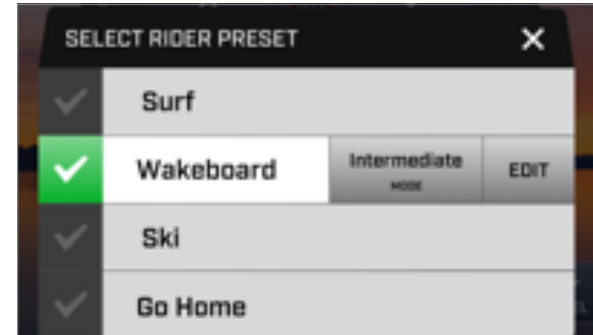 SELECT RIDER PRESET
Surf
Wakeboard
Intermediate
MODE
EDIT
Ski
Go Home